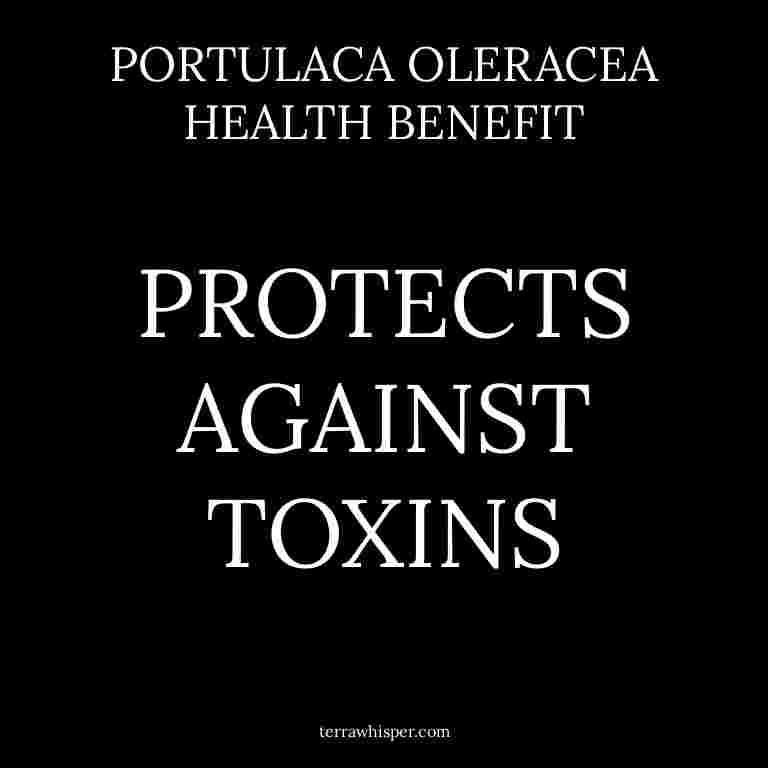 PORTULACA OLERACEA
HEALTH BENEFIT
PROTECTS
AGAINST
TOXINS
terrawhisper.com